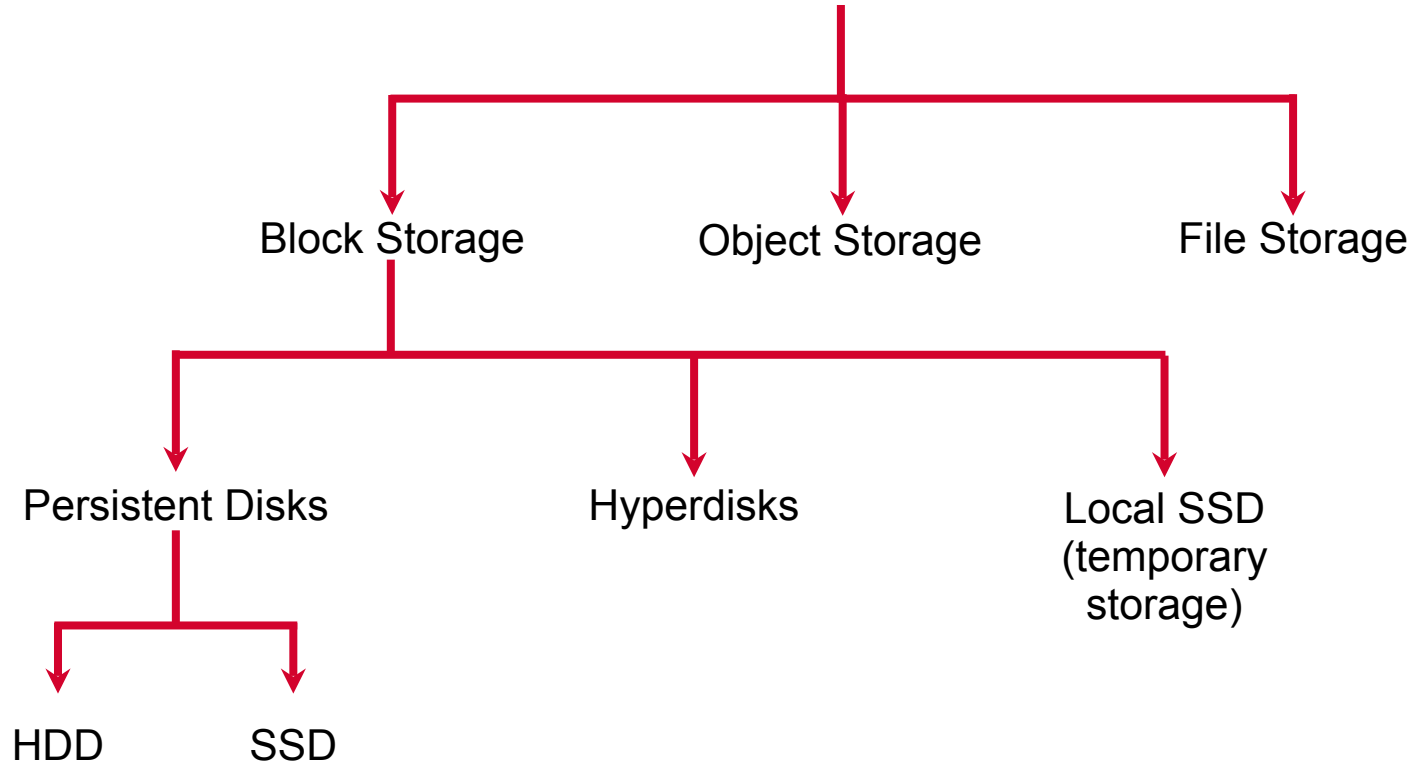 Block Storage
Object Storage
File Storage
Persistent Disks
Hyperdisks
Local SSD
(temporary
storage)
HDD
SSD